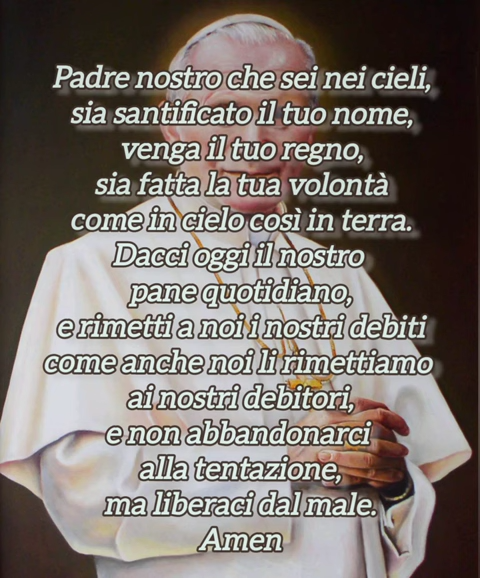 Padre nostro che sei nei cieli,
sia santificato il tuo nome,
venga il tuo regno,
sia fatta la tua volontà
come in cielo così in terra.
Dacci oggi il nostro
pane quotidiano,
e rimetti a noi i nostri debiti
come anche noi li rimettiamo
ai nostri debitori,
e non abbandonarci
alla tentazione,
ma liberaci dal male.
Amen